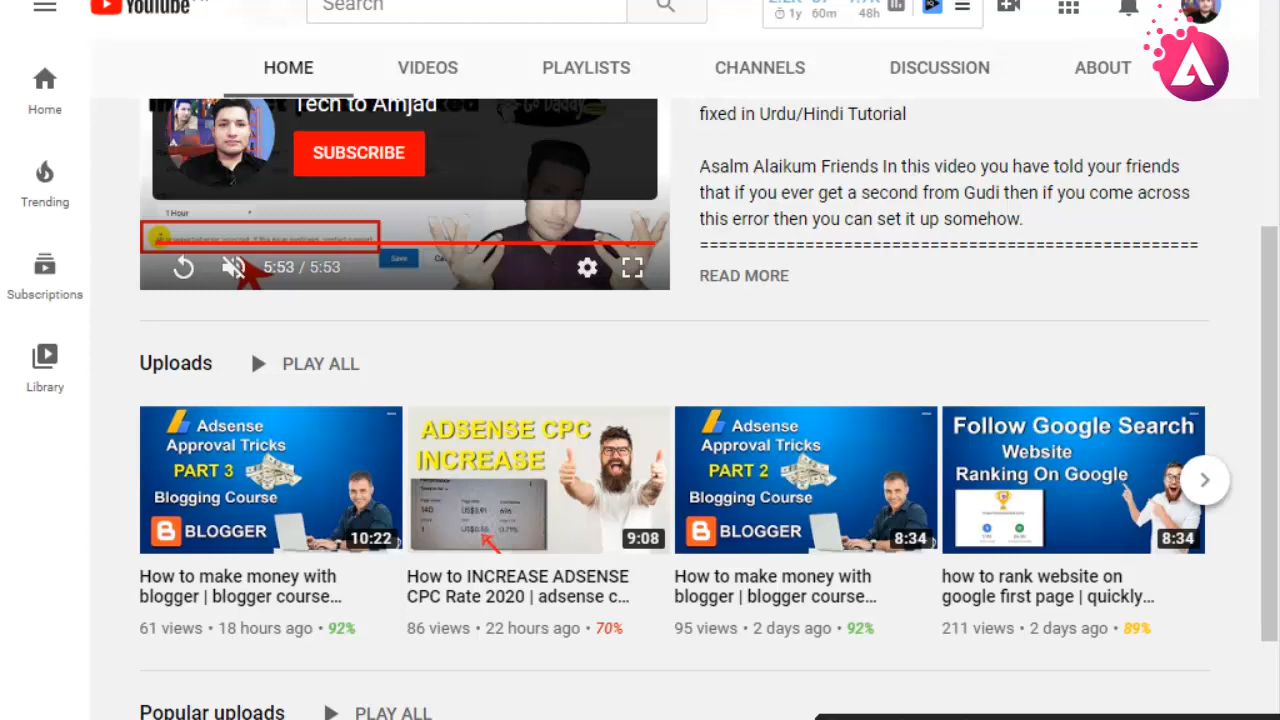 YouTube
Search
1y 60m 48h
HOME VIDEOS PLAYLISTS CHANNELS DISCUSSION ABOUT
Home
Trending
Subscriptions
Library
Tech to Amjad
SUBSCRIBE
1 Hour
Save
5:53 / 5:53
fixed in Urdu/Hindi Tutorial
Asalm Alaikum Friends In this video you have told your friends
that if you ever get a second from Gudi then if you come across
this error then you can set it up somehow.
====================================================
READ MORE
Uploads PLAY ALL
Adsense
Approval Tricks
PART 3
Blogging Course
BLOGGER
10:22
How to make money with
blogger | blogger course...
61 views • 18 hours ago • 92%
ADSENSE CPC
INCREASE
9:08
How to INCREASE ADSENSE
CPC Rate 2020 | adsense c...
86 views • 22 hours ago • 70%
Adsense
Approval Tricks
PART 2
Blogging Course
BLOGGER
8:34
How to make money with
blogger | blogger course...
95 views • 2 days ago • 92%
Follow Google Search
Website
Ranking On Google
8:34
how to rank website on
google first page | quickly...
211 views • 2 days ago • 89%
Popular uploads PLAY ALL